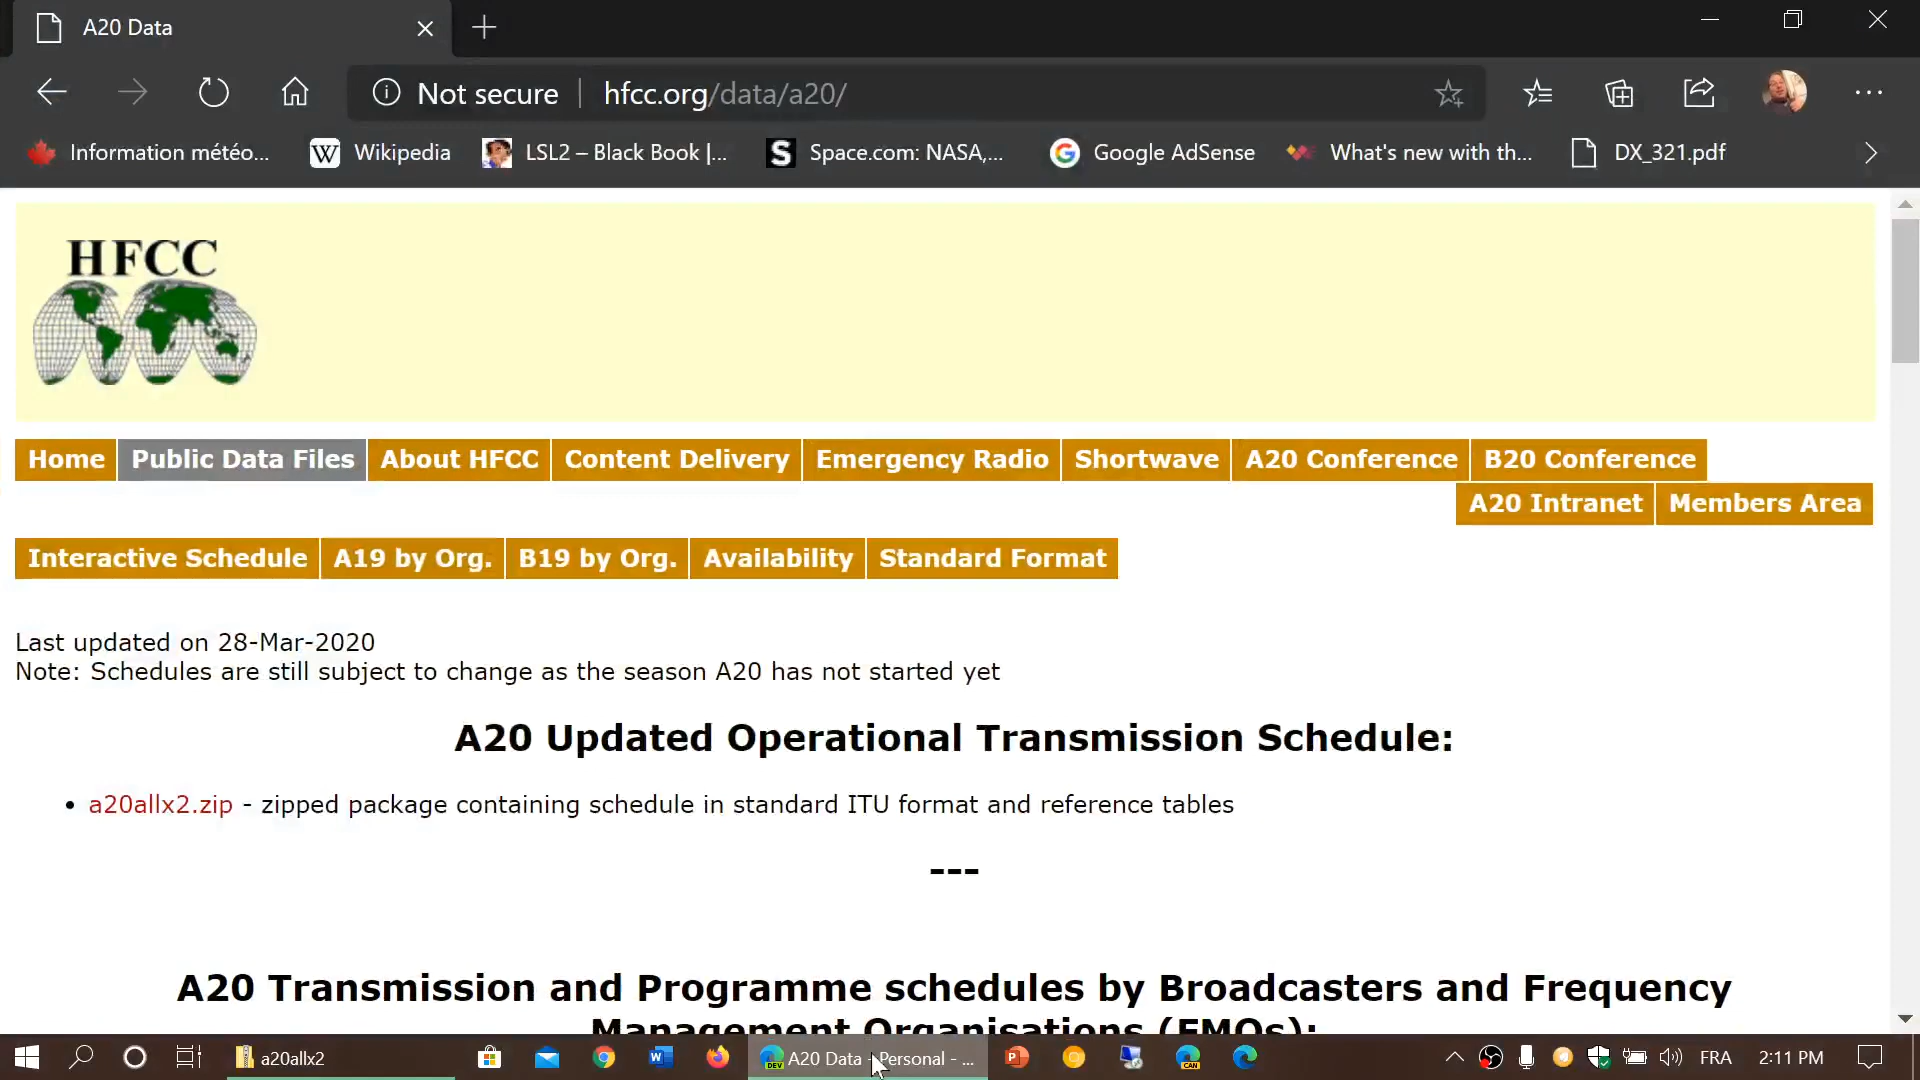 A20 Data
Not secure
hfcc.org/data/a20/
Information météo...
Wikipedia
LSL2 – Black Book |...
Space.com: NASA,...
Google AdSense
What's new with th...
DX_321.pdf
HFCC
Home
Public Data Files
About HFCC
Content Delivery
Emergency Radio
Shortwave
A20 Conference
B20 Conference
A20 Intranet
Members Area
Interactive Schedule
A19 by Org.
B19 by Org.
Availability
Standard Format
Last updated on 28-Mar-2020
Note: Schedules are still subject to change as the season A20 has not started yet
A20 Updated Operational Transmission Schedule:
• a20allx2.zip - zipped package containing schedule in standard ITU format and reference tables
---
A20 Transmission and Programme schedules by Broadcasters and Frequency
Management Organisations (FMOs):
a20allx2
A20 Data - Personal - ...
FRA
2:11 PM